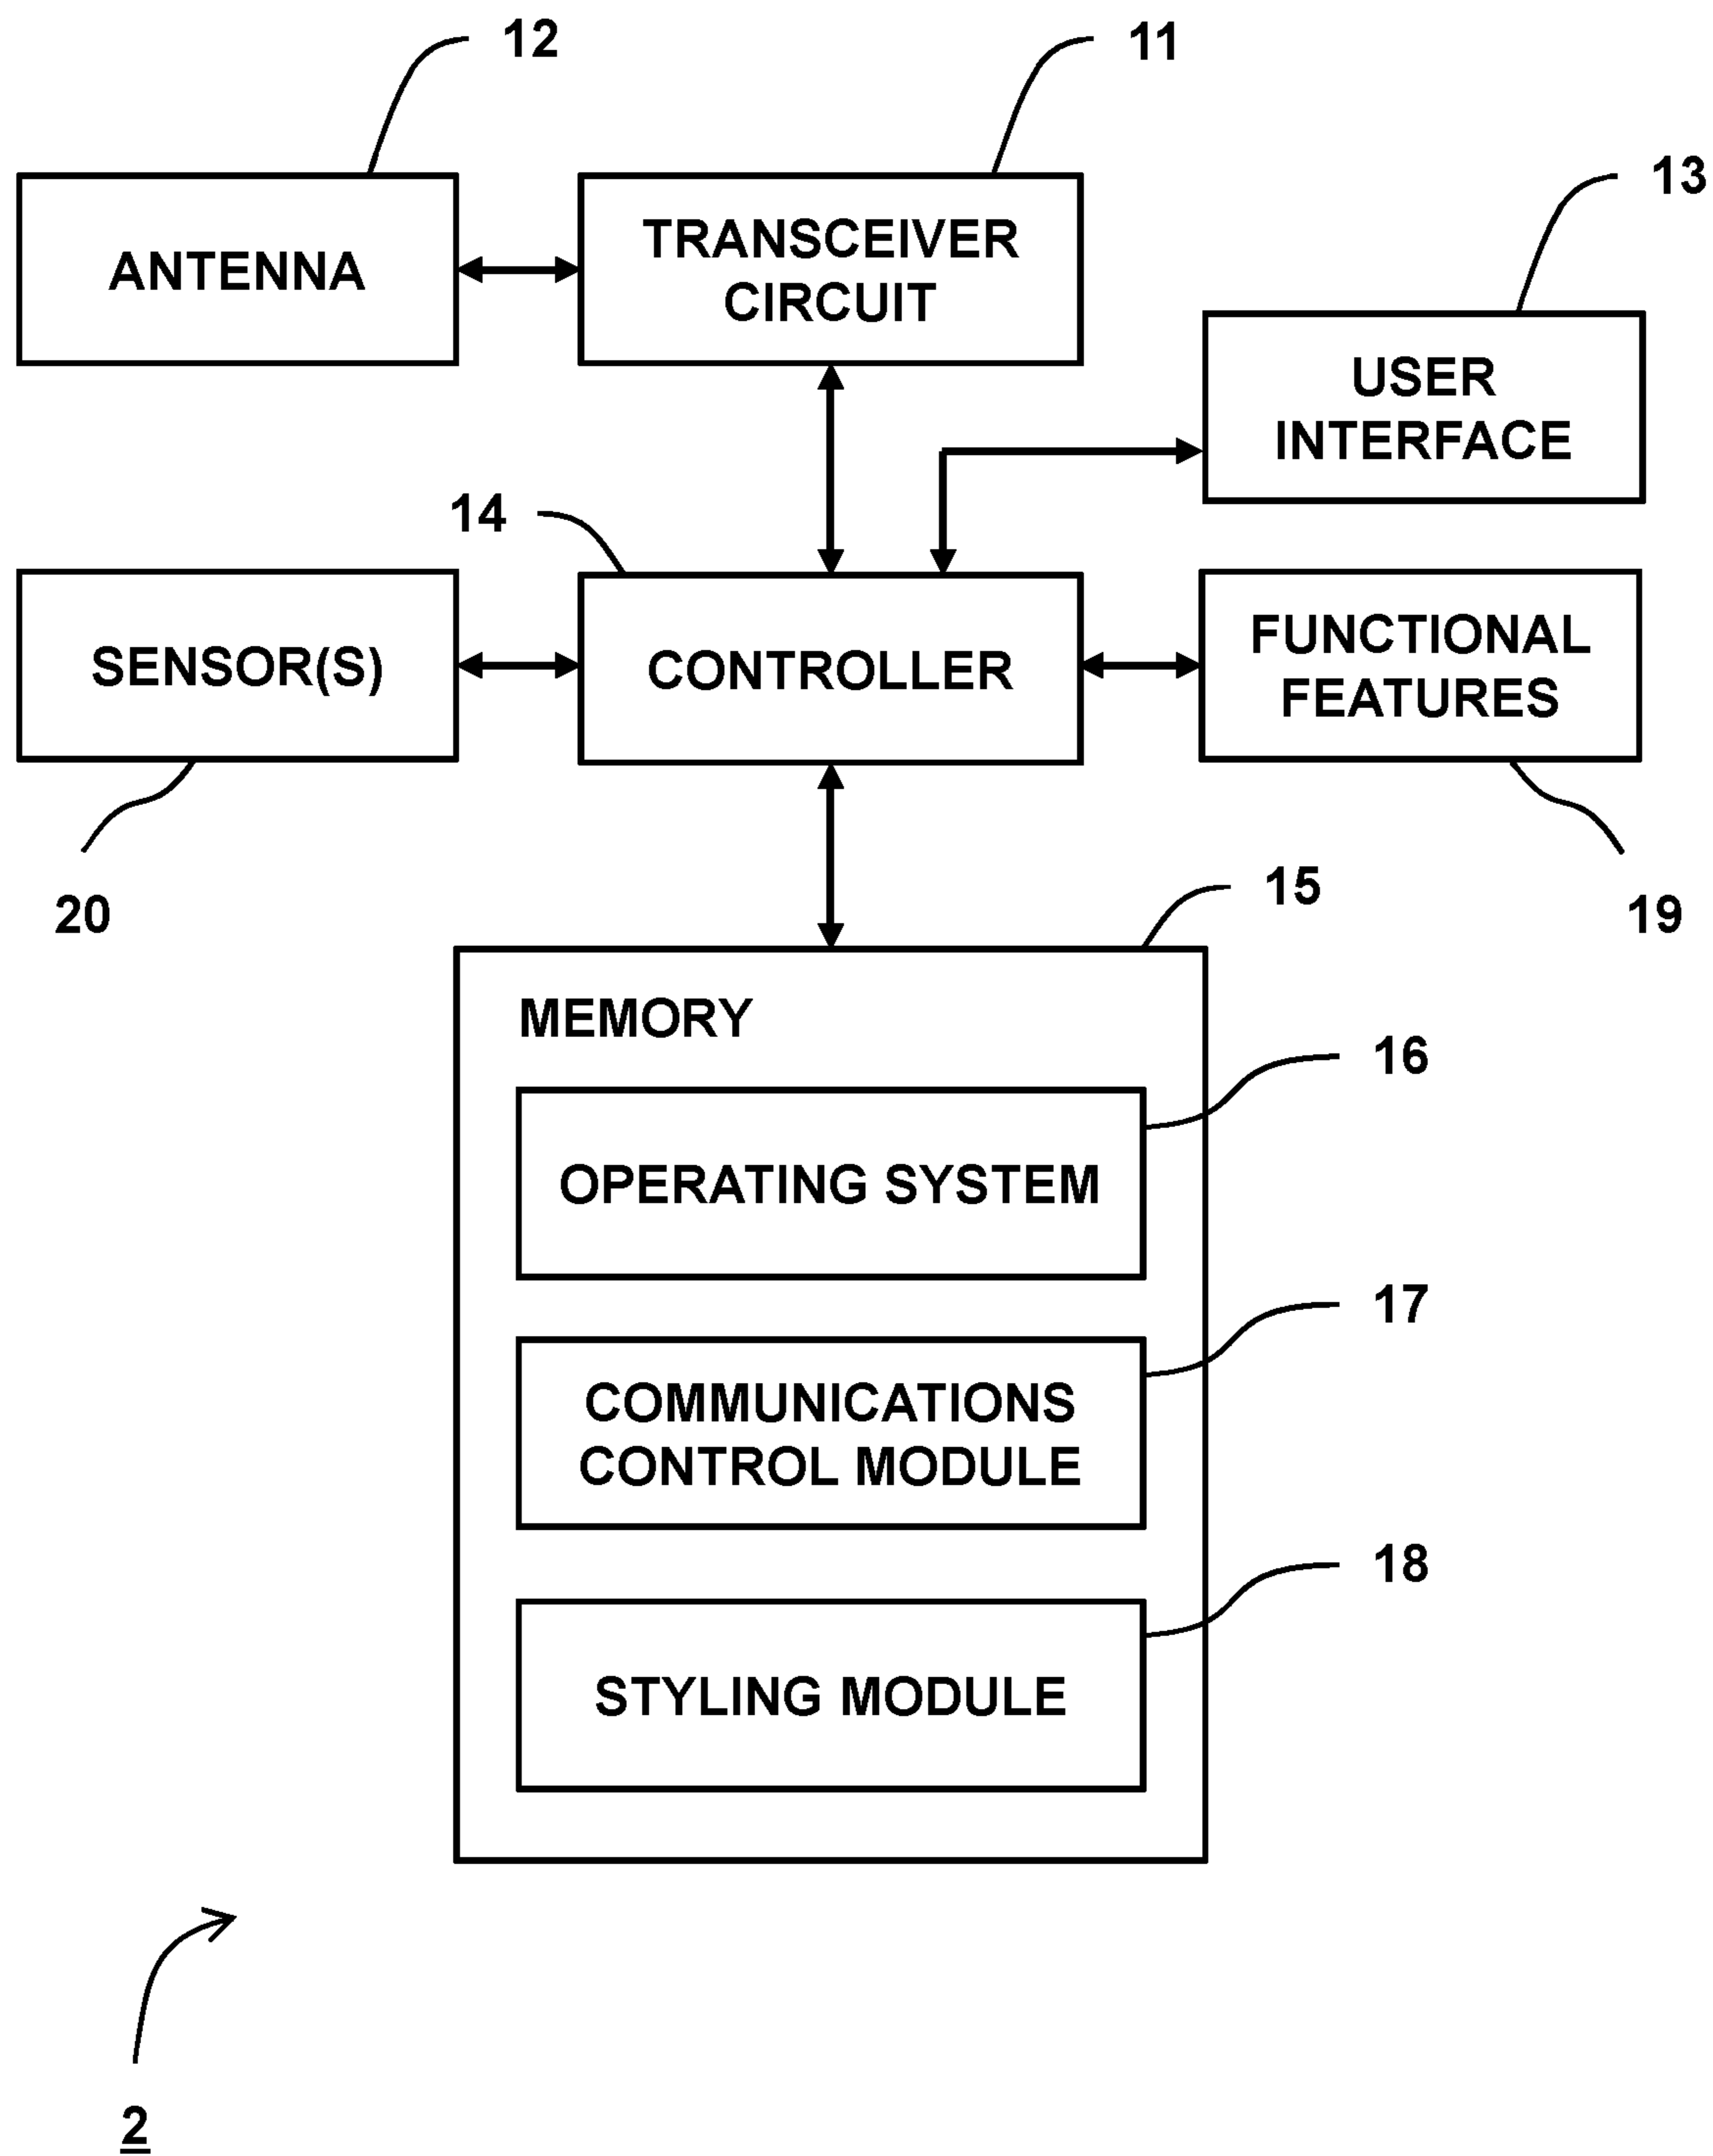 12
11
13
ANTENNA
TRANSCEIVER
CIRCUIT
USER
INTERFACE
14
SENSOR(S)
CONTROLLER
FUNCTIONAL
FEATURES
20
15
19
MEMORY
16
OPERATING SYSTEM
17
COMMUNICATIONS
CONTROL MODULE
18
STYLING MODULE
2